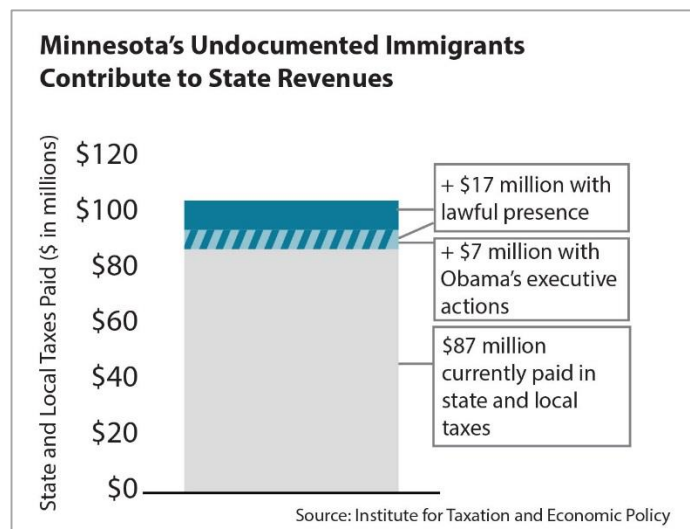 Minnesota's Undocumented Immigrants
Contribute to State Revenues
State and Local Taxes Paid ($ in millions)
$120
$100
$80
$60
$40
$20
$0
+ $17 million with
lawful presence
+ $7 million with
Obama's executive
actions
$87 million
currently paid in
state and local
taxes
Source: Institute for Taxation and Economic Policy